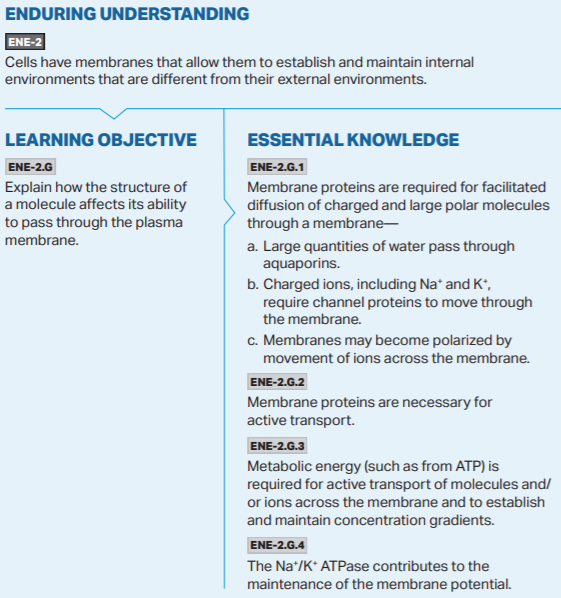 ENDURING UNDERSTANDING
ENE-2
Cells have membranes that allow them to establish and maintain internal
environments that are different from their external environments.
LEARNING OBJECTIVE
ENE-2.G
Explain how the structure of
a molecule affects its ability
to pass through the plasma
membrane.
ESSENTIAL KNOWLEDGE
ENE-2.G.1
Membrane proteins are required for facilitated
diffusion of charged and large polar molecules
through a membrane—
a. Large quantities of water pass through
aquaporins.
b. Charged ions, including Na⁺ and K⁺,
require channel proteins to move through
the membrane.
c. Membranes may become polarized by
movement of ions across the membrane.
ENE-2.G.2
Membrane proteins are necessary for
active transport.
ENE-2.G.3
Metabolic energy (such as from ATP) is
required for active transport of molecules and/
or ions across the membrane and to establish
and maintain concentration gradients.
ENE-2.G.4
The Na⁺/K⁺ ATPase contributes to the
maintenance of the membrane potential.